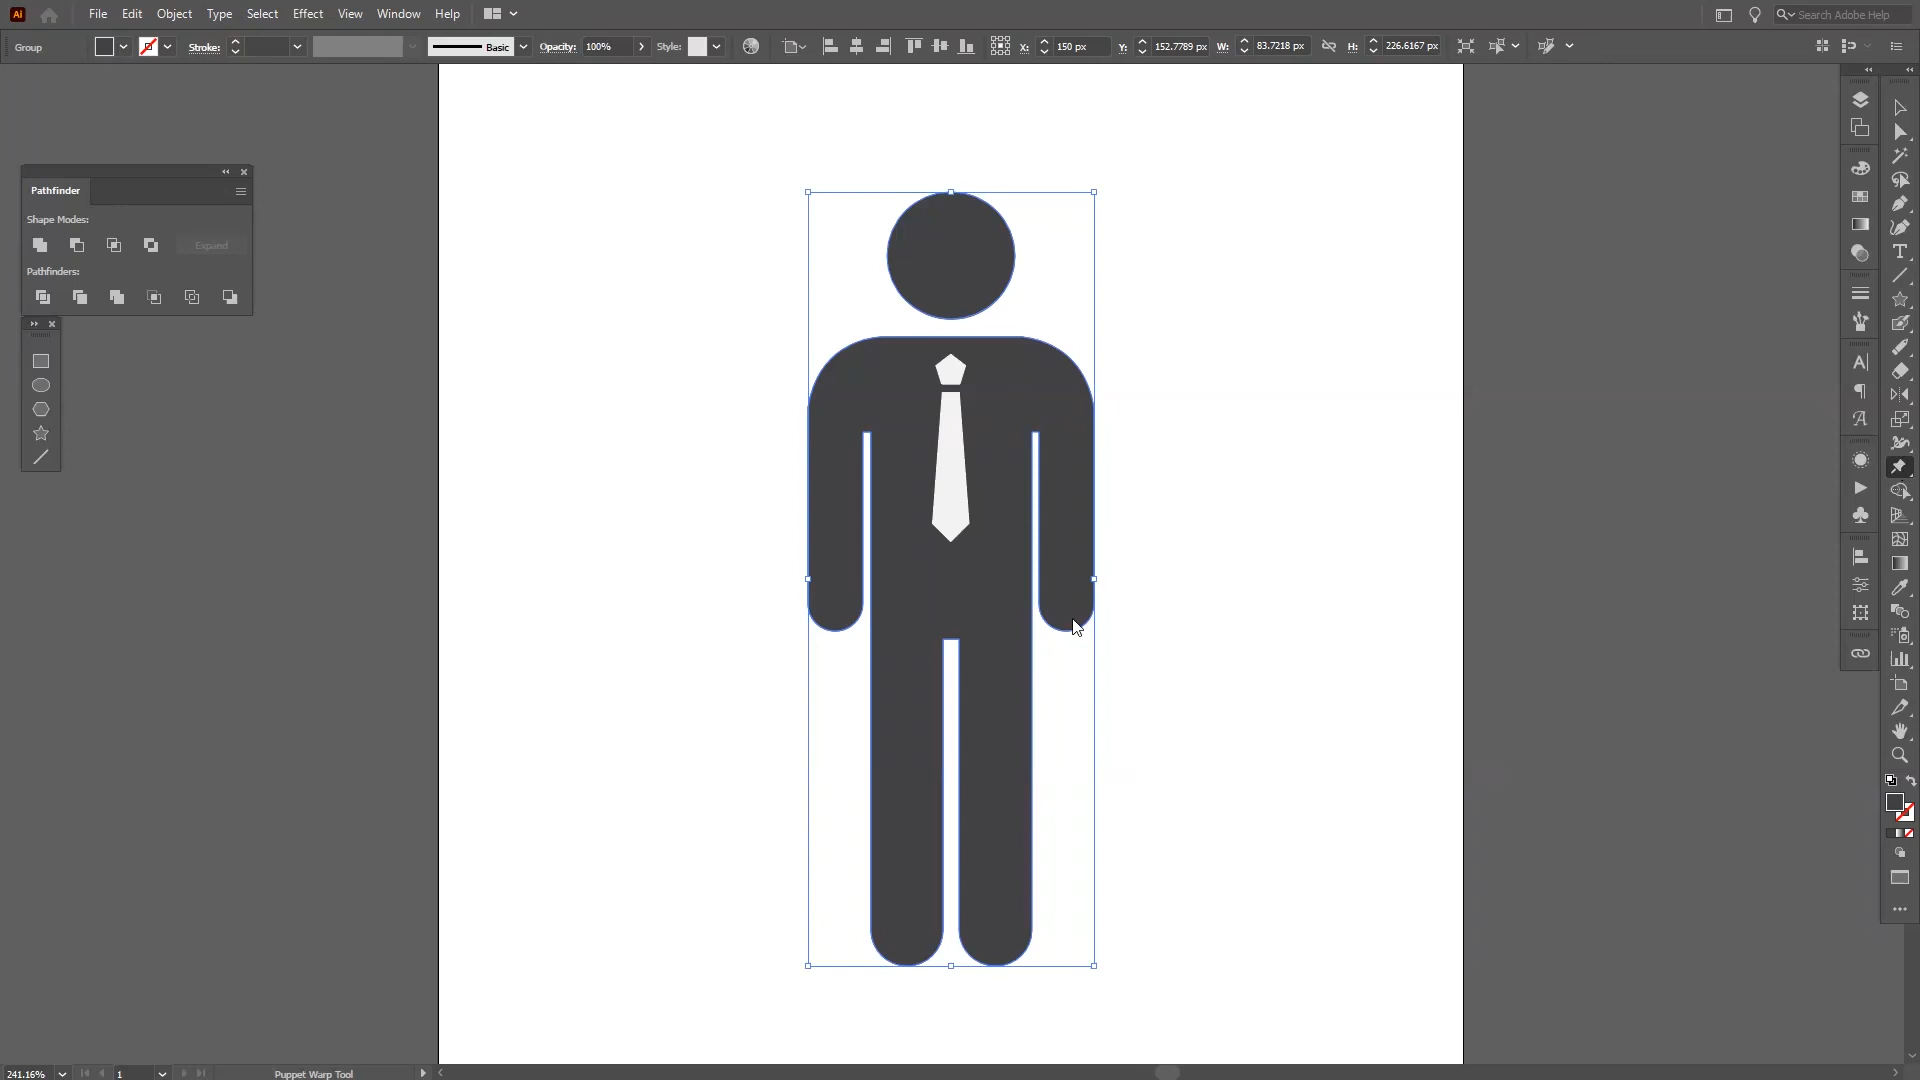 Ai File Edit Object Type Select Effect View Window Help Search Adobe Help
Group Stroke: Basic Opacity: 100% Style: X: 150 px Y: 152.7789 px W: 83.7218 px H: 226.6167 px
Pathfinder
Shape Modes:
Expand
Pathfinders:
241.16% 1 Puppet Warp Tool